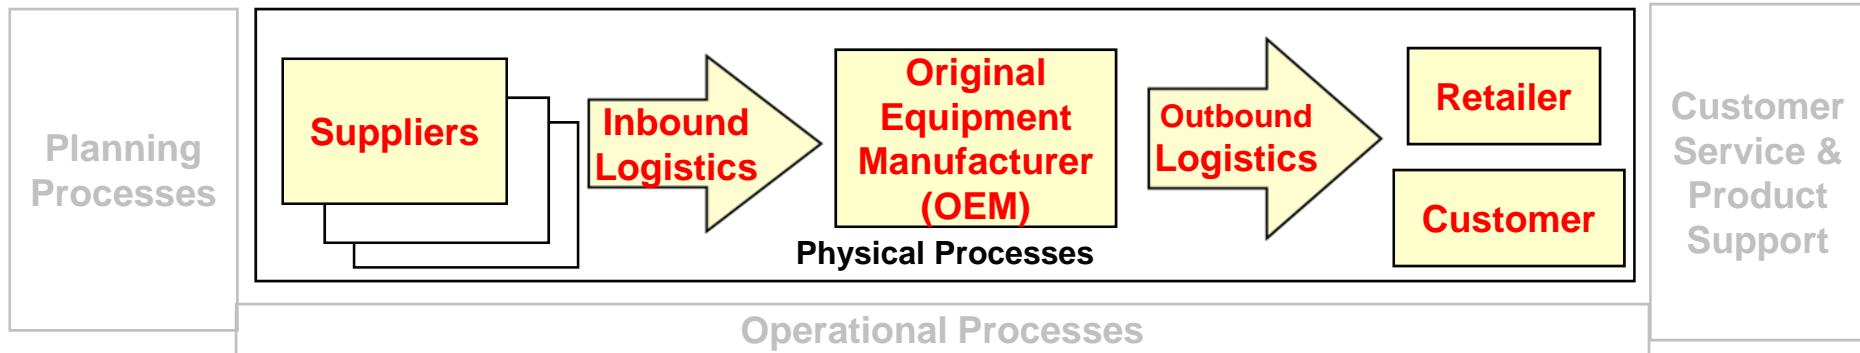 Planning
Processes
Suppliers
Inbound
Logistics
Original
Equipment
Manufacturer
(OEM)
Physical Processes
Outbound
Logistics
Retailer
Customer
Customer
Service &
Product
Support
Operational Processes